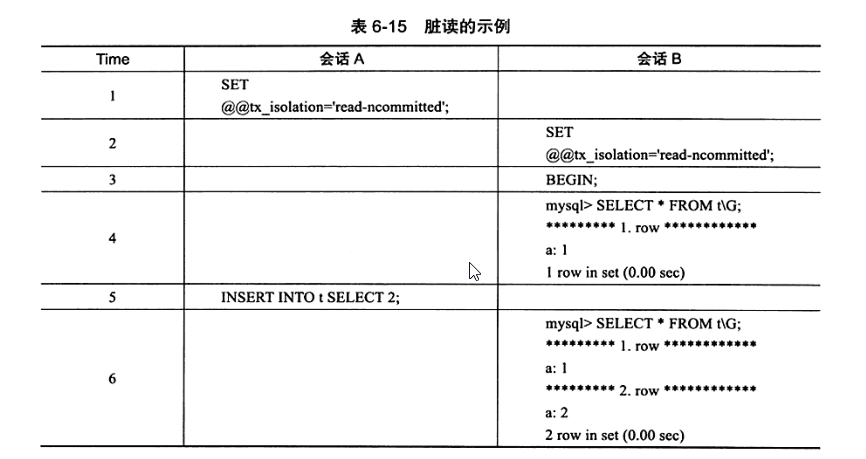 表 6-15 脏读的示例
Time 会话 A 会话 B
1 SET
@@tx_isolation='read-ncommitted';
2 SET
@@tx_isolation='read-ncommitted';
3 BEGIN;
4 mysql> SELECT * FROM t\G;
********* 1. row ************
a: 1
1 row in set (0.00 sec)
5 INSERT INTO t SELECT 2;
6 mysql> SELECT * FROM t\G;
********* 1. row ************
a: 1
********* 2. row ************
a: 2
2 row in set (0.00 sec)